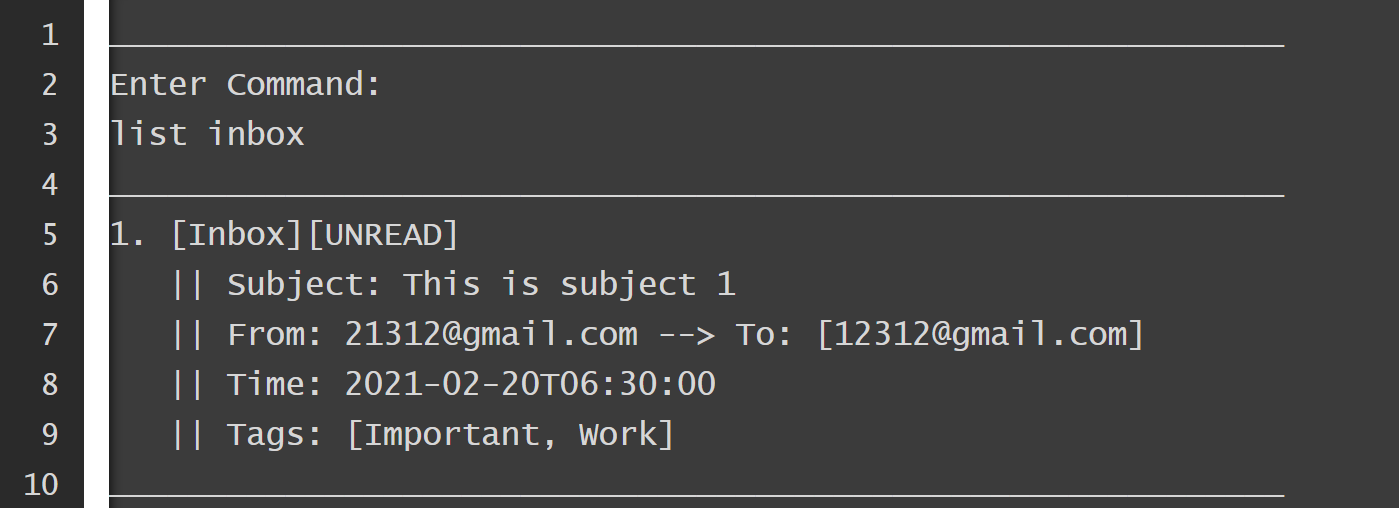 1 ____________________________________________________________
2 Enter Command:
3 list inbox
4 ____________________________________________________________
5 1. [Inbox][UNREAD]
6    || Subject: This is subject 1
7    || From: 21312@gmail.com --> To: [12312@gmail.com]
8    || Time: 2021-02-20T06:30:00
9    || Tags: [Important, Work]
10 ____________________________________________________________